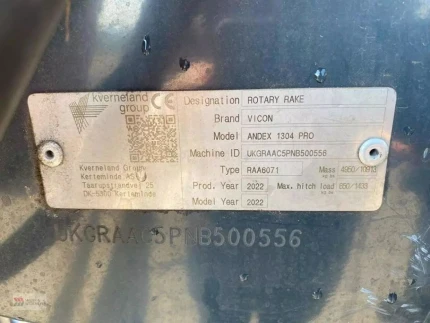 kverneland
group
CE
Designation ROTARY RAKE
Brand VICON
Model ANDEX 1304 PRO
Machine ID UKGRAAC5PNB500556
Type RAA6071 Mass
Prod. Year 2022 Max. hitch load
Model Year 2022
Kverneland Group
Kerteminde AS
Taarupstrandvej 25
DK-5300 Kerteminde
UKGRAAC5PNB500556